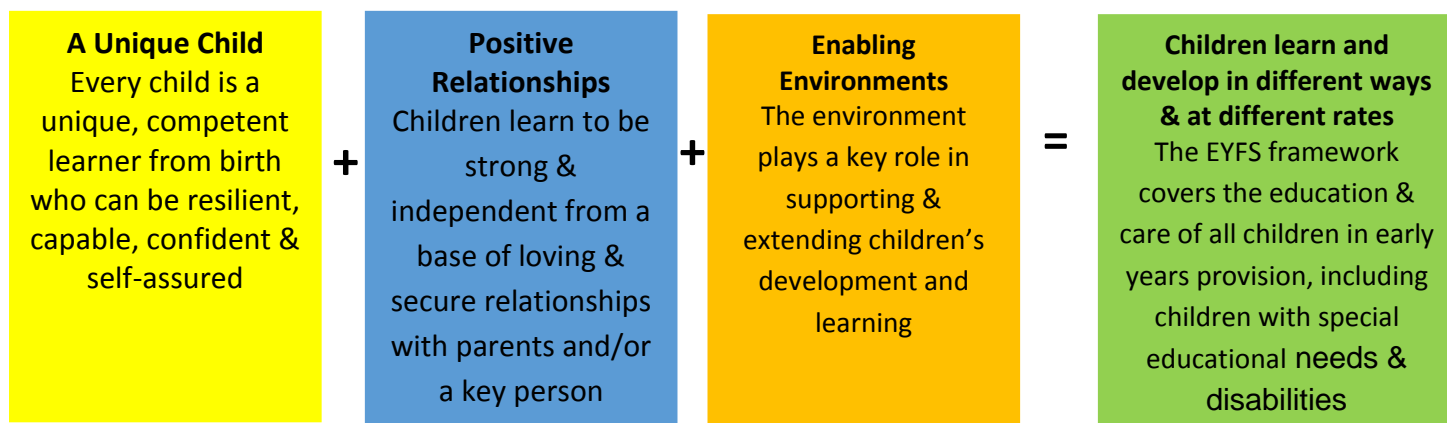 A Unique Child
Every child is a
unique, competent
learner from birth
who can be resilient,
capable, confident &
self-assured
+
Positive
Relationships
Children learn to be
strong &
independent from a
base of loving &
secure relationships
with parents and/or
a key person
+
Enabling
Environments
The environment
plays a key role in
supporting &
extending children’s
development and
learning
=
Children learn and
develop in different ways
& at different rates
The EYFS framework
covers the education &
care of all children in early
years provision, including
children with special
educational needs &
disabilities